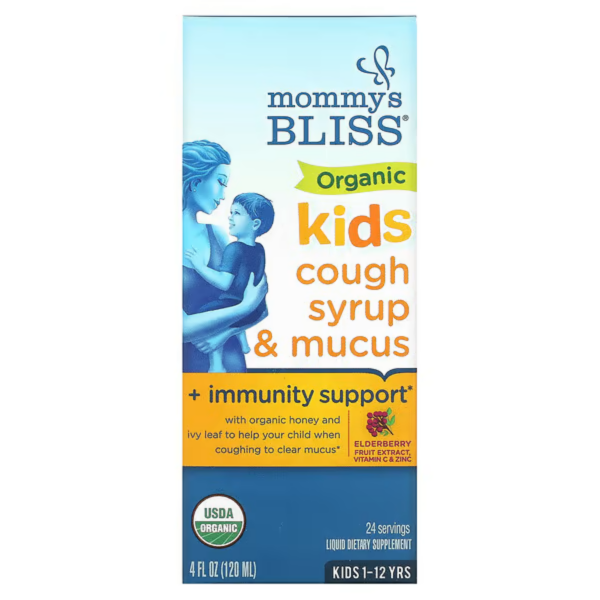 mommy's
BLISS®
Organic
kids
cough
syrup
& mucus
+ immunity support*
with organic honey and
ivy leaf to help your child when
coughing to clear mucus*
ELDERBERRY
FRUIT EXTRACT,
VITAMIN C & ZINC
USDA
ORGANIC
24 servings
LIQUID DIETARY SUPPLEMENT
4 FL OZ (120 ML)
KIDS 1-12 YRS